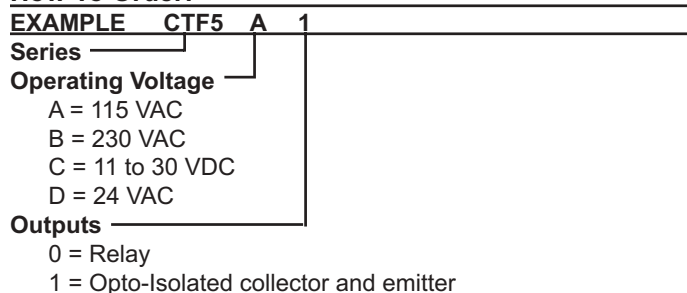 EXAMPLE CTF5 A 1
Series
Operating Voltage
A = 115 VAC
B = 230 VAC
C = 11 to 30 VDC
D = 24 VAC
Outputs
0 = Relay
1 = Opto-Isolated collector and emitter